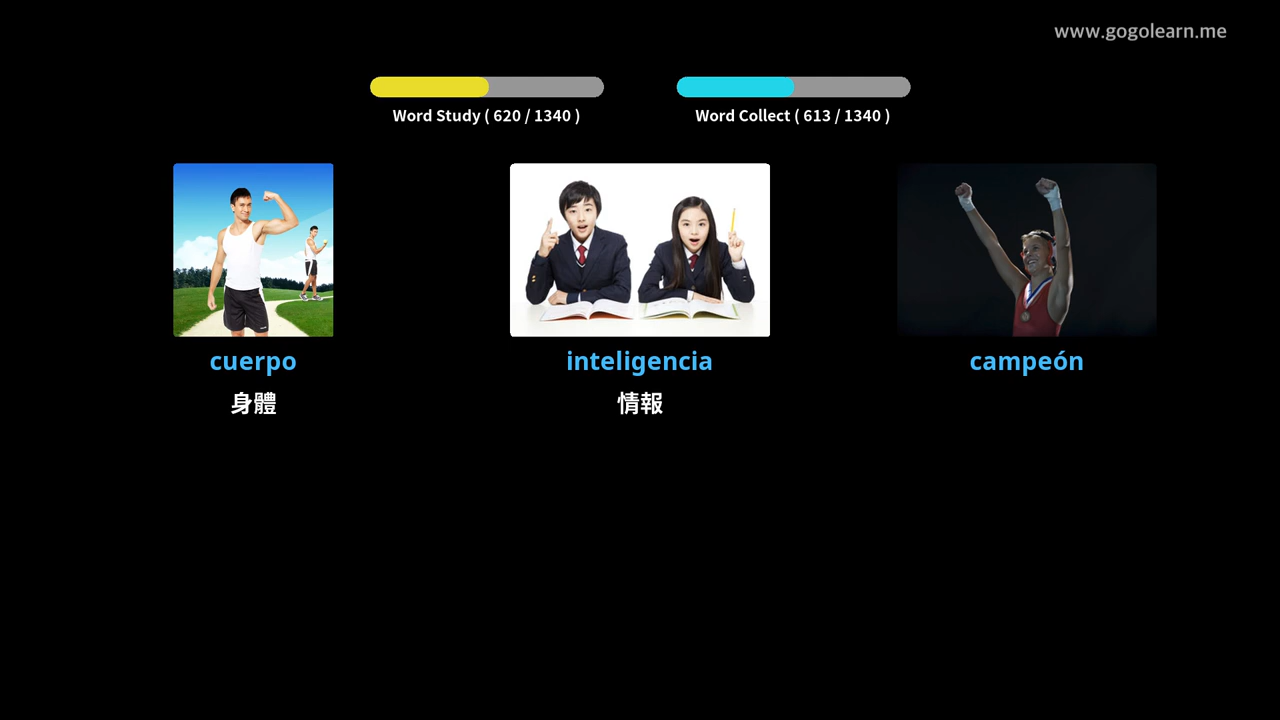 www.gogolearn.me
Word Study ( 620 / 1340 )
Word Collect ( 613 / 1340 )
cuerpo
inteligencia
campeón
身體
情報